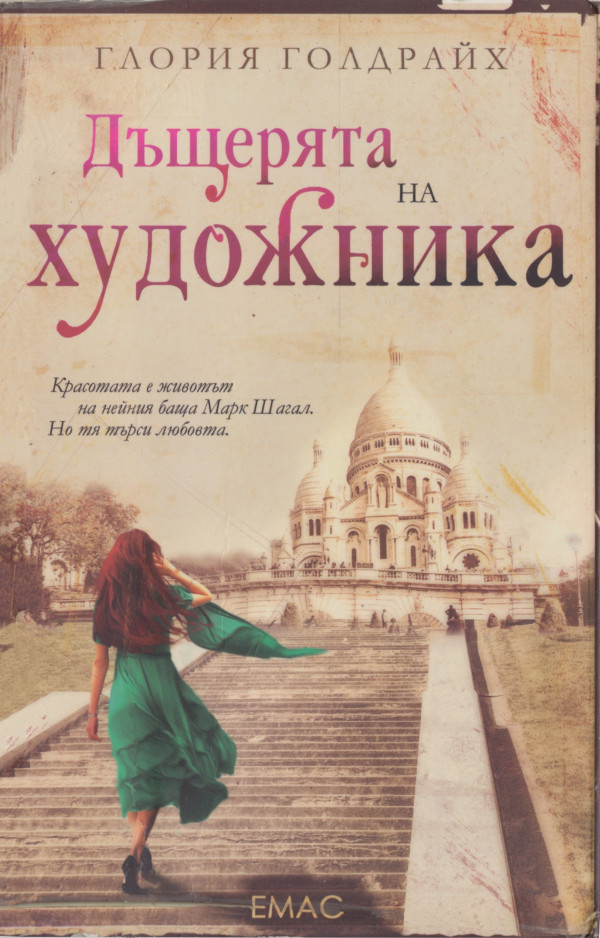 ГЛОРИЯ ГОЛДРАЙХ
Дъщерята
на
художника
Красотата е животът
на нейния баща Марк Шагал.
Но тя търси любовта.
ЕМАС